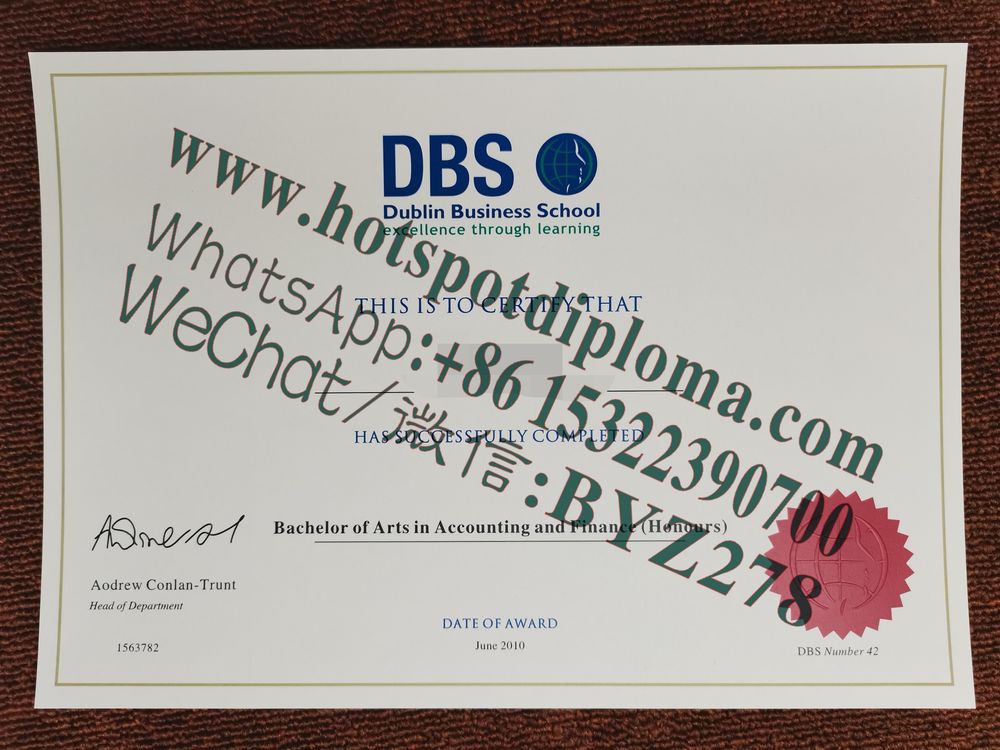 DBS
Dublin Business School
excellence through learning
www.hotspotdiploma.com
THIS IS TO CERTIFY THAT
WhatsApp:+86 15322390700
WeChat/微信:BYZ278
HAS SUCCESSFULLY COMPLETED
Bachelor of Arts in Accounting and Finance (Honours)
Aodrew Conlan-Trunt
Head of Department
1563782
DATE OF AWARD
June 2010
DBS Number 42